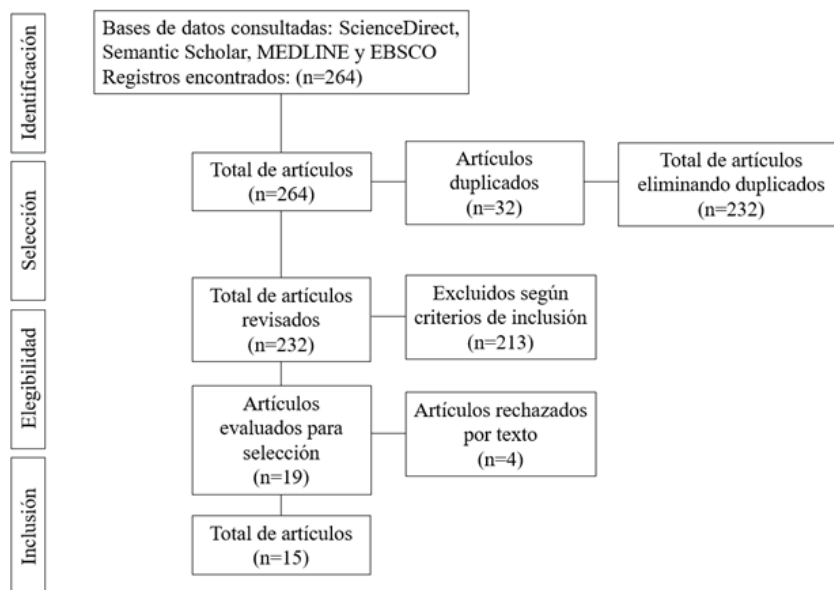 Identificación
Bases de datos consultadas: ScienceDirect,
Semantic Scholar, MEDLINE y EBSCO
Registros encontrados: (n=264)
Selección
Total de artículos
(n=264)
Artículos
duplicados
(n=32)
Total de artículos
eliminando duplicados
(n=232)
Elegibilidad
Total de artículos
revisados
(n=232)
Excluidos según
criterios de inclusión
(n=213)
Artículos
evaluados para
selección
(n=19)
Artículos rechazados
por texto
(n=4)
Inclusión
Total de artículos
(n=15)